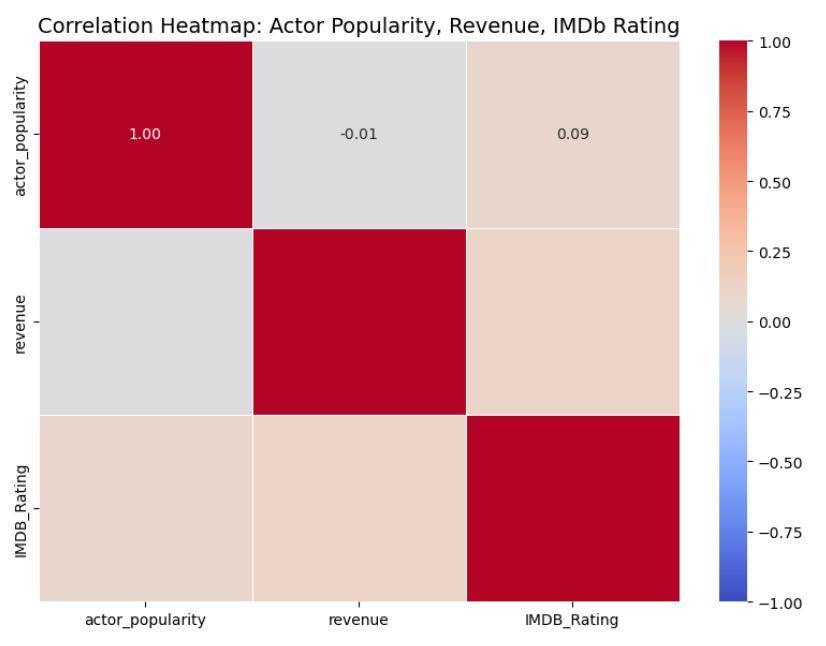 Correlation Heatmap: Actor Popularity, Revenue, IMDb Rating
actor_popularity
1.00
-0.01
0.09
revenue
IMDB_Rating
actor_popularity
revenue
IMDB_Rating
1.00
0.75
0.50
0.25
0.00
−0.25
−0.50
−0.75
−1.00